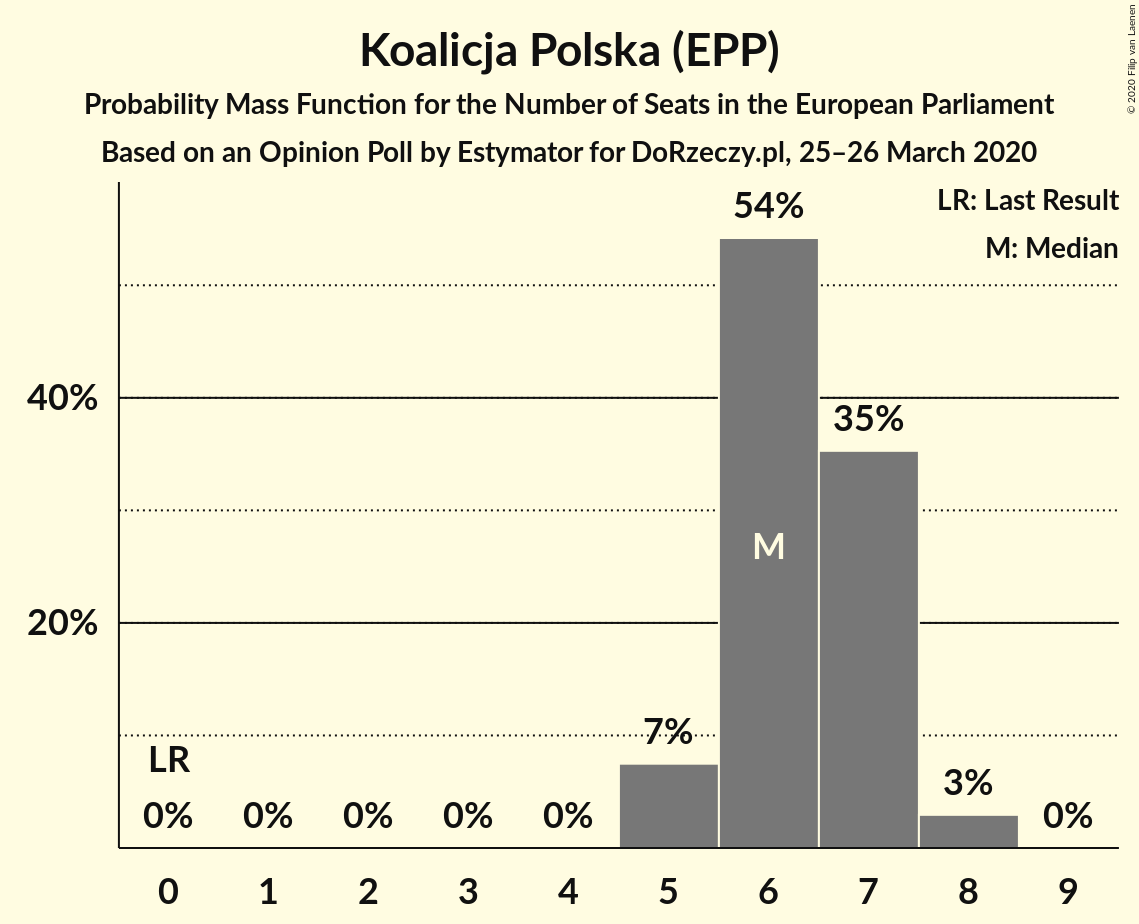 Koalicja Polska (EPP)
Probability Mass Function for the Number of Seats in the European Parliament
Based on an Opinion Poll by Estymator for DoRzeczy.pl, 25–26 March 2020
© 2020 Filip van Laenen
LR: Last Result
M: Median
54%
40%
35%
M
20%
7%
LR
3%
0% 0% 0% 0% 0% 0%
0 1 2 3 4 5 6 7 8 9